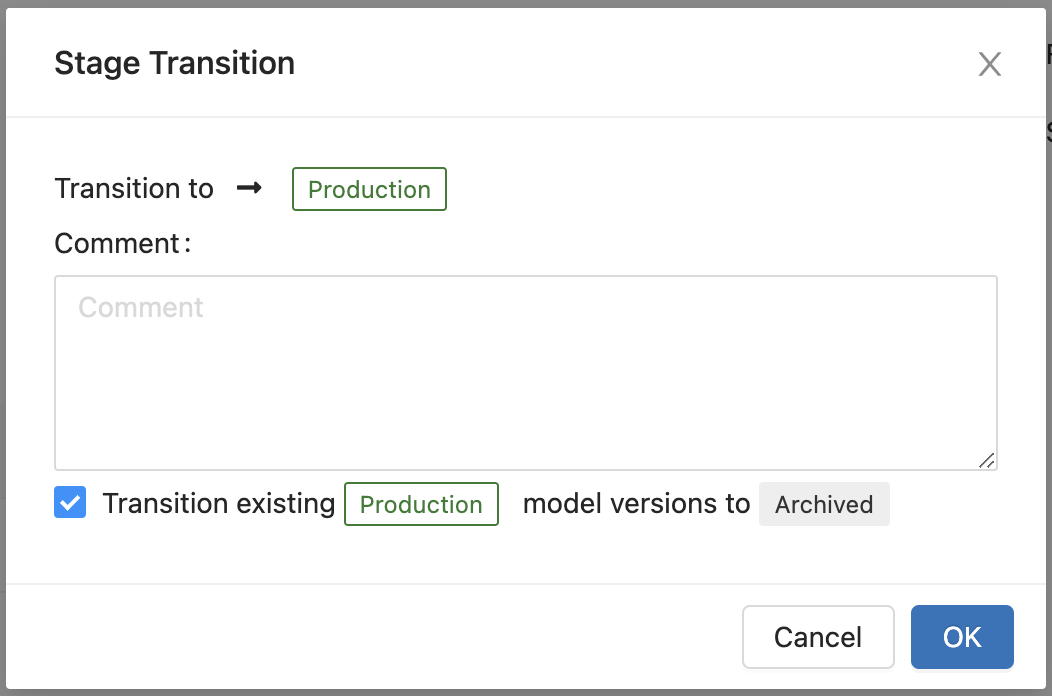 Stage Transition
X
Transition to → Production
Comment:
Comment
Transition existing Production model versions to Archived
Cancel OK